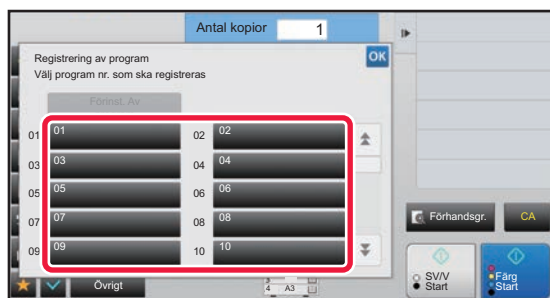 Antal kopior 1
Registrering av program
OK
Välj program nr. som ska registreras
Förinst. Av
01 01 02 02
03 03 04 04
05 05 06 06
07 07 08 08
09 09 10 10
Förhandsgr. CA
SV/V Start
Färg Start
Övrigt
4 A3